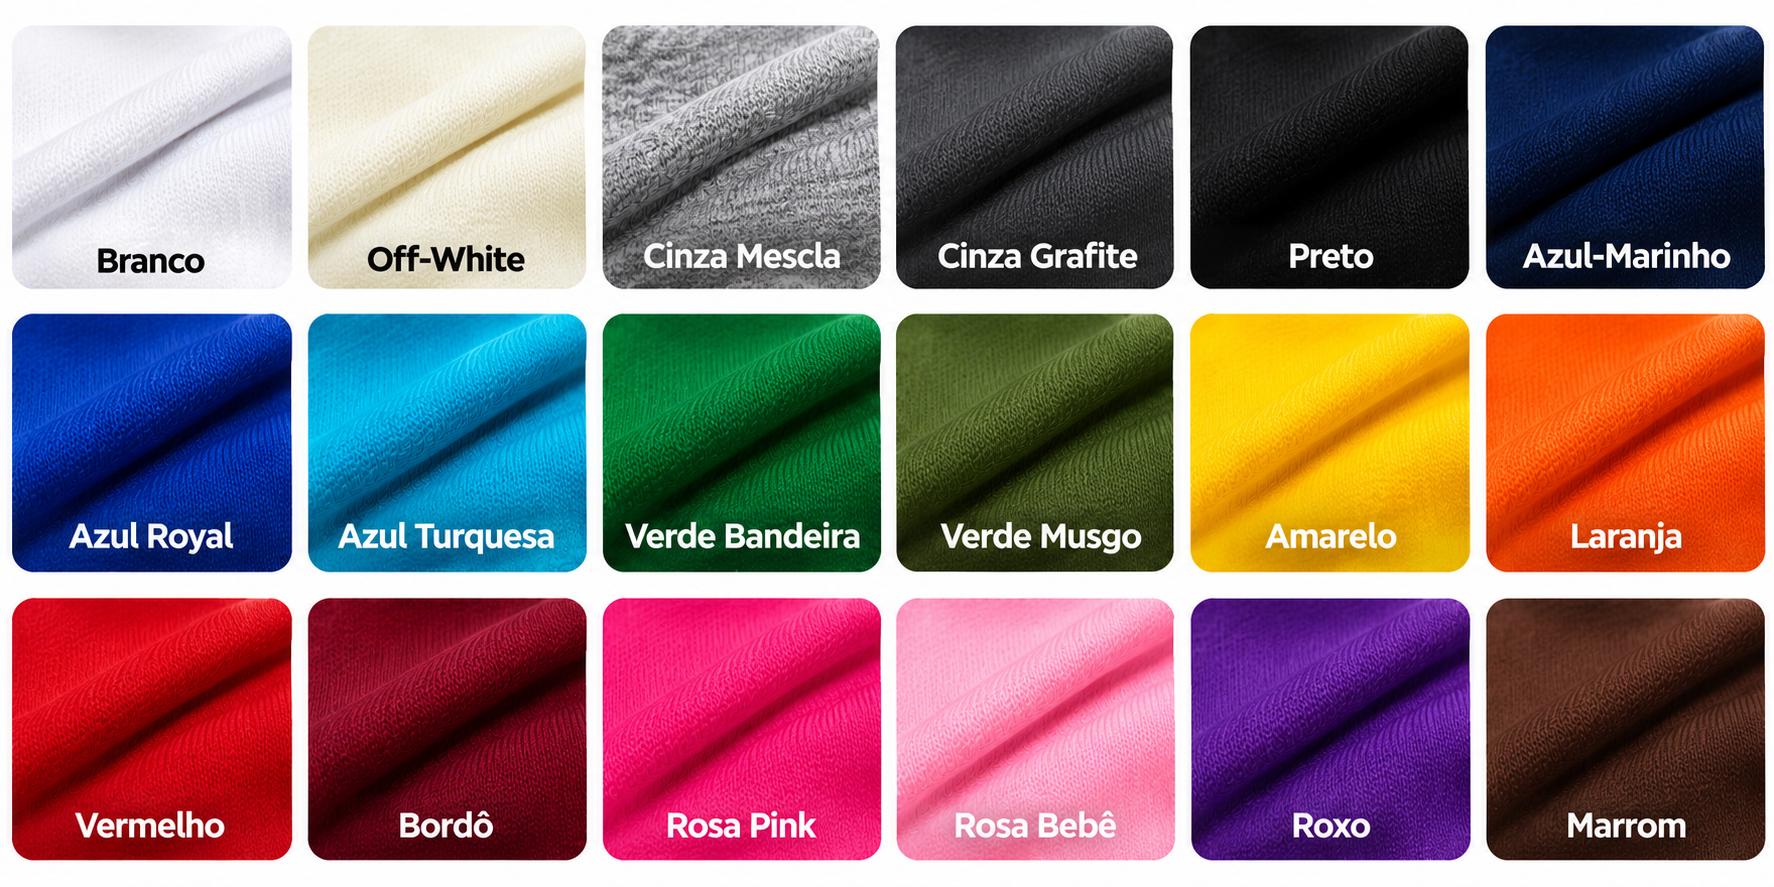 Branco
Off-White
Cinza Mescla
Cinza Grafite
Preto
Azul-Marinho
Azul Royal
Azul Turquesa
Verde Bandeira
Verde Musgo
Amarelo
Laranja
Vermelho
Bordô
Rosa Pink
Rosa Bebê
Roxo
Marrom